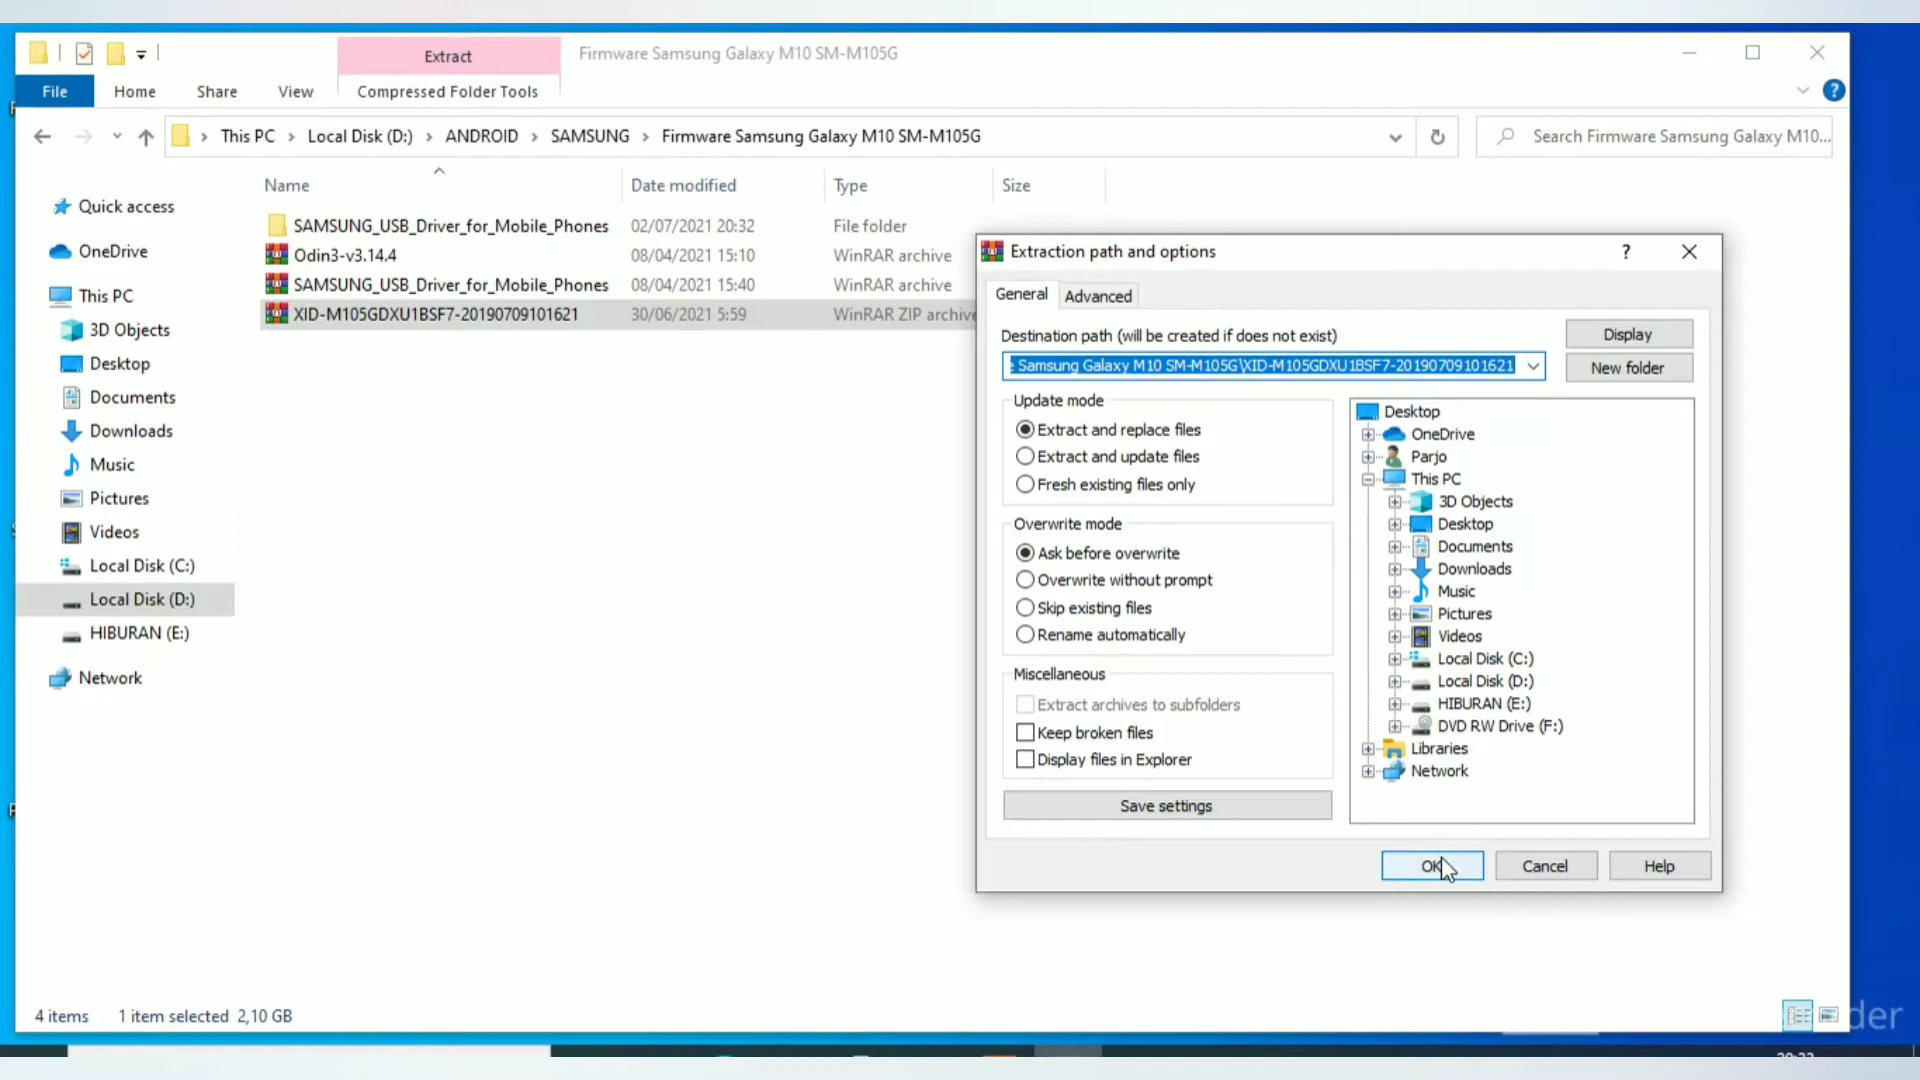 Extract
Firmware Samsung Galaxy M10 SM-M105G
File
Home
Share
View
Compressed Folder Tools
This PC
Local Disk (D:)
ANDROID
SAMSUNG
Firmware Samsung Galaxy M10 SM-M105G
Search Firmware Samsung Galaxy M10...
Quick access
OneDrive
This PC
3D Objects
Desktop
Documents
Downloads
Music
Pictures
Videos
Local Disk (C:)
Local Disk (D:)
HIBURAN (E:)
Network
Name Date modified Type Size
SAMSUNG_USB_Driver_for_Mobile_Phones 02/07/2021 20:32 File folder
Odin3-v3.14.4 08/04/2021 15:10 WinRAR archive
SAMSUNG_USB_Driver_for_Mobile_Phones 08/04/2021 15:40 WinRAR archive
XID-M105GDXU1BSF7-20190709101621 30/06/2021 5:59 WinRAR ZIP archive
Extraction path and options
?
General
Advanced
Destination path (will be created if does not exist)
Samsung Galaxy M10 SM-M105G\XID-M105GDXU1BSF7-20190709101621
Display
New folder
Update mode
Extract and replace files
Extract and update files
Fresh existing files only
Overwrite mode
Ask before overwrite
Overwrite without prompt
Skip existing files
Rename automatically
Miscellaneous
Extract archives to subfolders
Keep broken files
Display files in Explorer
Save settings
Desktop
OneDrive
Parjo
This PC
3D Objects
Desktop
Documents
Downloads
Music
Pictures
Videos
Local Disk (C:)
Local Disk (D:)
HIBURAN (E:)
DVD RW Drive (F:)
Libraries
Network
OK
Cancel
Help
4 items
1 item selected 2,10 GB
der